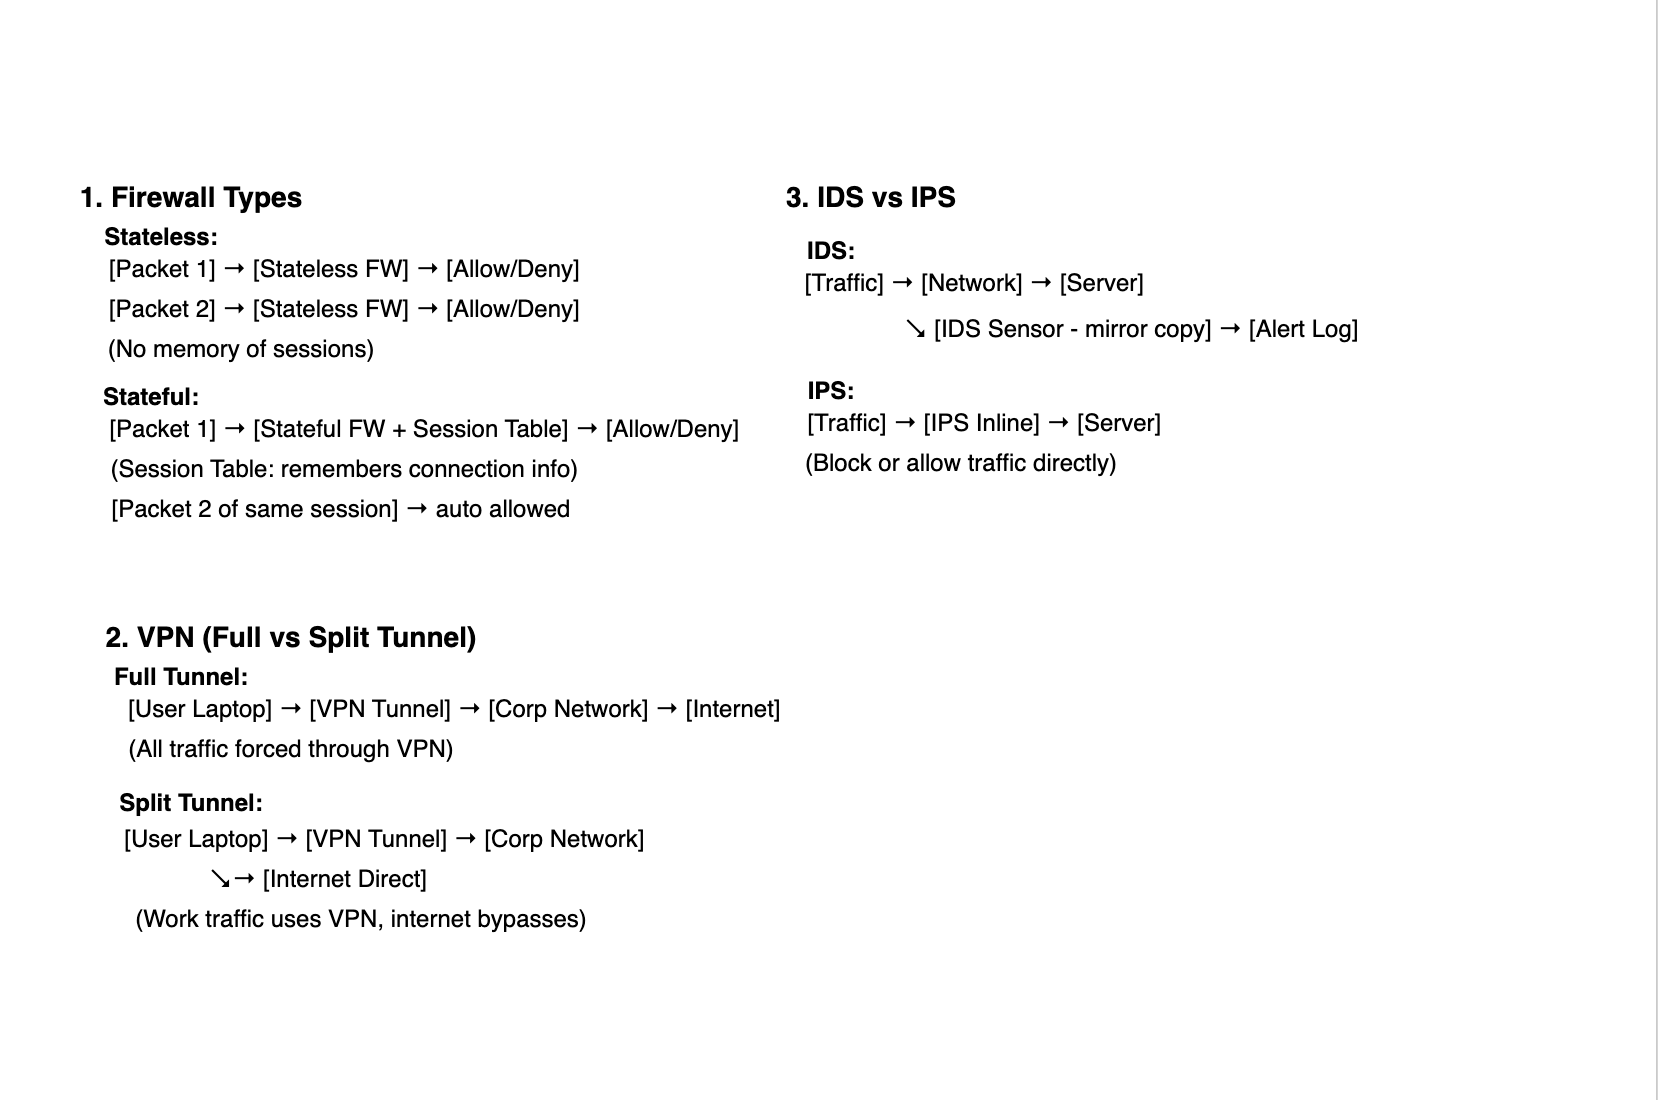 1. Firewall Types
Stateless:
[Packet 1] → [Stateless FW] → [Allow/Deny]
[Packet 2] → [Stateless FW] → [Allow/Deny]
(No memory of sessions)
Stateful:
[Packet 1] → [Stateful FW + Session Table] → [Allow/Deny]
(Session Table: remembers connection info)
[Packet 2 of same session] → auto allowed
2. VPN (Full vs Split Tunnel)
Full Tunnel:
[User Laptop] → [VPN Tunnel] → [Corp Network] → [Internet]
(All traffic forced through VPN)
Split Tunnel:
[User Laptop] → [VPN Tunnel] → [Corp Network]
↘→ [Internet Direct]
(Work traffic uses VPN, internet bypasses)
3. IDS vs IPS
IDS:
[Traffic] → [Network] → [Server]
↘ [IDS Sensor - mirror copy] → [Alert Log]
IPS:
[Traffic] → [IPS Inline] → [Server]
(Block or allow traffic directly)